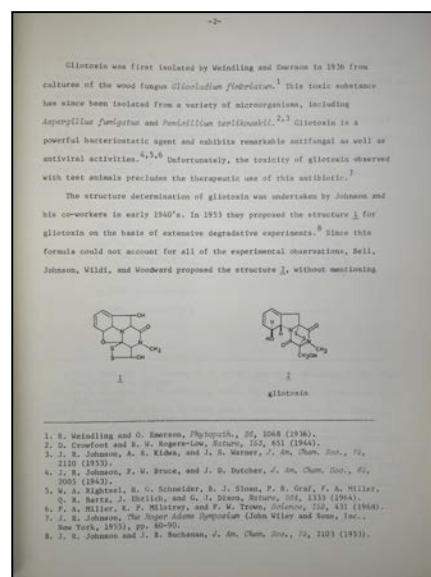 -2-
Gliotoxin was first isolated by Weindling and Emerson in 1936 from
cultures of the wood fungus Gliocladium fimbriatum.1 This toxic substance
has since been isolated from a variety of microorganisms, including
Aspergillus fumigatus and Penicillium terlikowskii.2,3 Gliotoxin is a
powerful bacteriostatic agent and exhibits remarkable antifungal as well as
antiviral activities.4,5,6 Unfortunately, the toxicity of gliotoxin observed
with test animals precludes the therapeutic use of this antibiotic.7
The structure determination of gliotoxin was undertaken by Johnson and
his co-workers in early 1940's. In 1953 they proposed the structure 1 for
gliotoxin on the basis of extensive degradative experiments.8 Since this
formula could not account for all of the experimental observations, Bell,
Johnson, Wildi, and Woodward proposed the structure 2, without mentioning
1
2
gliotoxin
1. R. Weindling and O. Emerson, Phytopath., 26, 1068 (1936).
2. D. Crowfoot and B. W. Rogers-Low, Nature, 153, 651 (1944).
3. J. R. Johnson, A. R. Kidwai, and J. S. Warner, J. Am. Chem. Soc., 75,
2110 (1953).
4. J. R. Johnson, F. W. Bruce, and J. D. Dutcher, J. Am. Chem. Soc., 65,
2005 (1943).
5. W. A. Rightsel, H. G. Schneider, B. J. Sloan, P. R. Graf, F. A. Miller,
Q. R. Bartz, J. Ehrlich, and G. J. Dixon, Nature, 204, 1333 (1964).
6. P. A. Miller, K. P. Milstrey, and P. W. Trown, Science, 159, 431 (1968).
7. J. R. Johnson, The Roger Adams Symposium (John Wiley and Sons, Inc.,
New York, 1955), pp. 60-90.
8. J. R. Johnson and J. B. Buchanan, J. Am. Chem. Soc., 75, 2103 (1953).